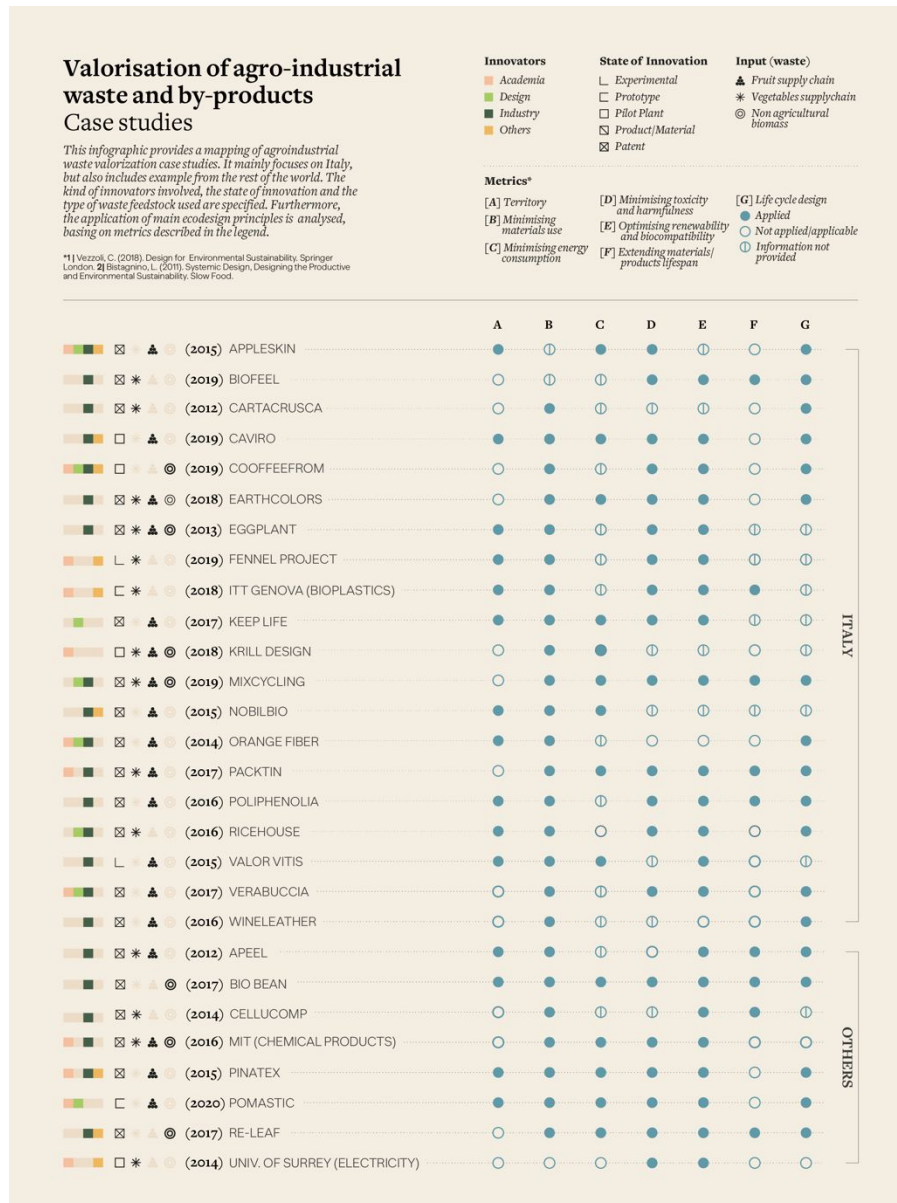 Valorisation of agro-industrial
waste and by-products
Case studies
This infographic provides a mapping of agroindustrial
waste valorization case studies. It mainly focuses on Italy,
but also includes example from the rest of the world. The
kind of innovators involved, the state of innovation and the
type of waste feedstock used are specified. Furthermore,
the application of main ecodesign principles is analysed,
basing on metrics described in the legend.
*1| Vezzoli, C. (2018). Design for Environmental Sustainability. Springer
London. 2| Bistagnino, L. (2011). Systemic Design, Designing the Productive
and Environmental Sustainability. Slow Food.
Innovators
Academia
Design
Industry
Others
State of Innovation
Experimental
Prototype
Pilot Plant
Product/Material
Patent
Input (waste)
Fruit supply chain
Vegetables supplychain
Non agricultural
biomass
Metrics*
[A] Territory
[B] Minimising
materials use
[C] Minimising energy
consumption
[D] Minimising toxicity
and harmfulness
[E] Optimising renewability
and biocompatibility
[F] Extending materials/
products lifespan
[G] Life cycle design
Applied
Not applied/applicable
Information not
provided
A B C D E F G
(2015) APPLESKIN
(2019) BIOFEEL
(2012) CARTACRUSCA
(2019) CAVIRO
(2019) COOFFEEFROM
(2018) EARTHCOLORS
(2013) EGGPLANT
(2019) FENNEL PROJECT
(2018) ITT GENOVA (BIOPLASTICS)
(2017) KEEP LIFE
(2018) KRILL DESIGN
(2019) MIXCYCLING
(2015) NOBILBIO
(2014) ORANGE FIBER
(2017) PACKTIN
(2016) POLIPHENOLIA
(2016) RICEHOUSE
(2015) VALOR VITIS
(2017) VERABUCCIA
(2016) WINELEATHER
ITALY
(2012) APEEL
(2017) BIO BEAN
(2014) CELLUCOMP
(2016) MIT (CHEMICAL PRODUCTS)
(2015) PINATEX
(2020) POMASTIC
(2017) RE-LEAF
(2014) UNIV. OF SURREY (ELECTRICITY)
OTHERS